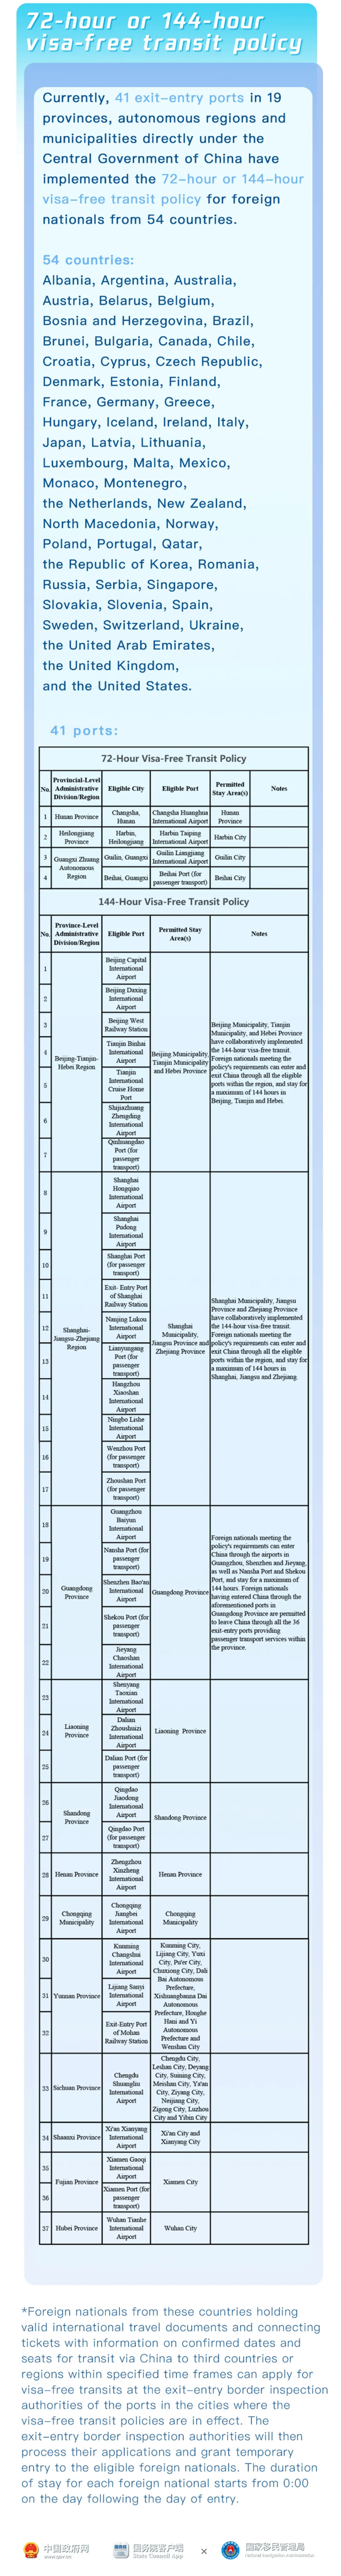 72-hour or 144-hour
visa-free transit policy
Currently, 41 exit-entry ports in 19
provinces, autonomous regions and
municipalities directly under the
Central Government of China have
implemented the 72-hour or 144-hour
visa-free transit policy for foreign
nationals from 54 countries.
54 countries:
Albania, Argentina, Australia,
Austria, Belarus, Belgium,
Bosnia and Herzegovina, Brazil,
Brunei, Bulgaria, Canada, Chile,
Croatia, Cyprus, Czech Republic,
Denmark, Estonia, Finland,
France, Germany, Greece,
Hungary, Iceland, Ireland, Italy,
Japan, Latvia, Lithuania,
Luxembourg, Malta, Mexico,
Monaco, Montenegro,
the Netherlands, New Zealand,
North Macedonia, Norway,
Poland, Portugal, Qatar,
the Republic of Korea, Romania,
Russia, Serbia, Singapore,
Slovakia, Slovenia, Spain,
Sweden, Switzerland, Ukraine,
the United Arab Emirates,
the United Kingdom,
and the United States.
41 ports:
72-Hour Visa-Free Transit Policy
No.
Provincial-Level
Administrative
Division/Region
Eligible City
Eligible Port
Permitted
Stay Area(s)
Notes
1
Hunan Province
Changsha,
Hunan
Changsha Huanghua
International Airport
Hunan
Province
2
Heilongjiang
Province
Harbin,
Heilongjiang
Harbin Taiping
International Airport
Harbin City
3
Guangxi Zhuang
Autonomous
Region
Guilin, Guangxi
Guilin Liangjiang
International Airport
Guilin City
4
Beihai, Guangxi
Beihai Port (for
passenger transport)
Beihai City
144-Hour Visa-Free Transit Policy
No.
Province-Level
Administrative
Division/Region
Eligible Port
Permitted Stay
Area(s)
Notes
1
Beijing Capital
International
Airport
2
Beijing Daxing
International
Airport
3
Beijing West
Railway Station
4
Tianjin Binhai
International
Airport
5
Tianjin
International
Cruise Home
Port
6
Shijiazhuang
Zhengding
International
Airport
7
Qinhuangdao
Port (for
passenger
transport)
Beijing-Tianjin-
Hebei Region
Beijing Municipality,
Tianjin Municipality
and Hebei Province
Beijing Municipality, Tianjin
Municipality, and Hebei Province
have collaboratively implemented
the 144-hour visa-free transit.
Foreign nationals meeting the
policy's requirements can enter and
exit China through all the eligible
ports within the region, and stay for
a maximum of 144 hours in
Beijing, Tianjin and Hebei.
8
Shanghai
Hongqiao
International
Airport
9
Shanghai
Pudong
International
Airport
10
Shanghai Port
(for passenger
transport)
11
Exit- Entry Port
of Shanghai
Railway Station
12
Nanjing Lukou
International
Airport
13
Lianyungang
Port (for
passenger
transport)
14
Hangzhou
Xiaoshan
International
Airport
15
Ningbo Lishe
International
Airport
16
Wenzhou Port
(for passenger
transport)
17
Zhoushan Port
(for passenger
transport)
Shanghai-
Jiangsu-Zhejiang
Region
Shanghai
Municipality,
Jiangsu Province and
Zhejiang Province
Shanghai Municipality, Jiangsu
Province and Zhejiang Province
have collaboratively implemented
the 144-hour visa-free transit.
Foreign nationals meeting the
policy's requirements can enter and
exit China through all the eligible
ports within the region, and stay for
a maximum of 144 hours in
Shanghai, Jiangsu and Zhejiang.
18
Guangzhou
Baiyun
International
Airport
19
Nansha Port (for
passenger
transport)
20
Shenzhen Bao'an
International
Airport
21
Shekou Port (for
passenger
transport)
22
Jieyang
Chaoshan
International
Airport
Guangdong
Province
Guangdong Province
Foreign nationals meeting the
policy's requirements can enter
China through the airports in
Guangzhou, Shenzhen and Jieyang,
as well as Nansha Port and Shekou
Port, and stay for a maximum of
144 hours. Foreign nationals
having entered China through the
aforementioned ports in
Guangdong Province are permitted
to leave China through all the 36
exit-entry ports providing
passenger transport services within
the province.
23
Shenyang
Taoxian
International
Airport
24
Dalian
Zhoushuizi
International
Airport
25
Dalian Port (for
passenger
transport)
Liaoning
Province
Liaoning Province
26
Qingdao
Jiaodong
International
Airport
27
Qingdao Port
(for passenger
transport)
Shandong
Province
Shandong Province
28
Henan Province
Zhengzhou
Xinzheng
International
Airport
Henan Province
29
Chongqing
Municipality
Chongqing
Jiangbei
International
Airport
Chongqing
Municipality
30
Kunming
Changshui
International
Airport
31
Yunnan Province
Lijiang Sanyi
International
Airport
32
Exit-Entry Port
of Mohan
Railway Station
Kunming City,
Lijiang City, Yuxi
City, Pu'er City,
Chuxiong City, Dali
Bai Autonomous
Prefecture,
Xishuangbanna Dai
Autonomous
Prefecture, Honghe
Hani and Yi
Autonomous
Prefecture and
Wenshan City
33
Sichuan Province
Chengdu
Shuangliu
International
Airport
Chengdu City,
Leshan City, Deyang
City, Suining City,
Meishan City, Ya'an
City, Ziyang City,
Neijiang City,
Zigong City, Luzhou
City and Yibin City
34
Shaanxi Province
Xi'an Xianyang
International
Airport
Xi'an City and
Xianyang City
35
Xiamen Gaoqi
International
Airport
36
Xiamen Port (for
passenger
transport)
Fujian Province
Xiamen City
37
Hubei Province
Wuhan Tianhe
International
Airport
Wuhan City
*Foreign nationals from these countries holding
valid international travel documents and connecting
tickets with information on confirmed dates and
seats for transit via China to third countries or
regions within specified time frames can apply for
visa-free transits at the exit-entry border inspection
authorities of the ports in the cities where the
visa-free transit policies are in effect. The
exit-entry border inspection authorities will then
process their applications and grant temporary
entry to the eligible foreign nationals. The duration
of stay for each foreign national starts from 0:00
on the day following the day of entry.
中国政府网
www.gov.cn
国务院客户端
State Council App
×
国家移民管理局
National Immigration Administration